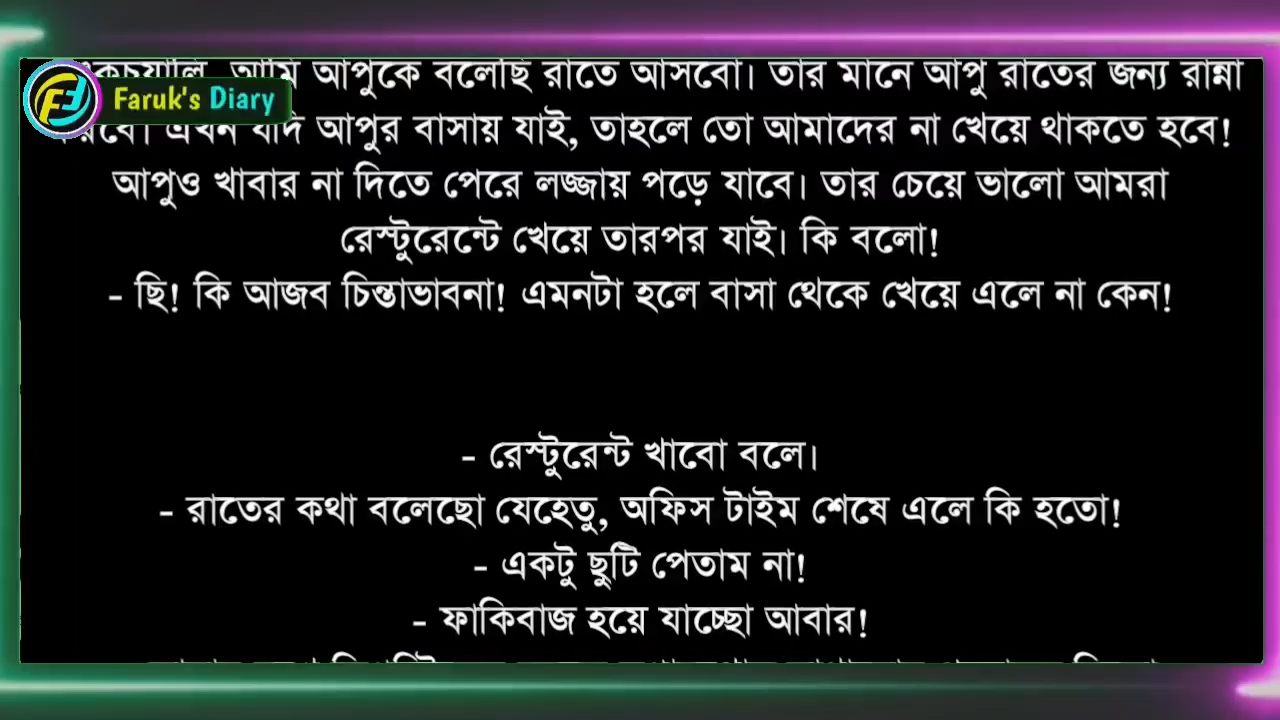 Faruk's Diary
আমি আপুকে বলেছি রাতে আসবো। তার মানে আপু রাতের জন্য রান্না
এখন যদি আপুর বাসায় যাই, তাহলে তো আমাদের না খেয়ে থাকতে হবে!
আপুও খাবার না দিতে পেরে লজ্জায় পড়ে যাবে। তার চেয়ে ভালো আমরা
রেস্টুরেন্টে খেয়ে তারপর যাই। কি বলো!
- ছি! কি আজব চিন্তাভাবনা! এমনটা হলে বাসা থেকে খেয়ে এলে না কেন!
- রেস্টুরেন্ট খাবো বলে।
- রাতের কথা বলেছো যেহেতু, অফিস টাইম শেষে এলে কি হতো!
- একটু ছুটি পেতাম না!
- ফাকিবাজ হয়ে যাচ্ছো আবার!